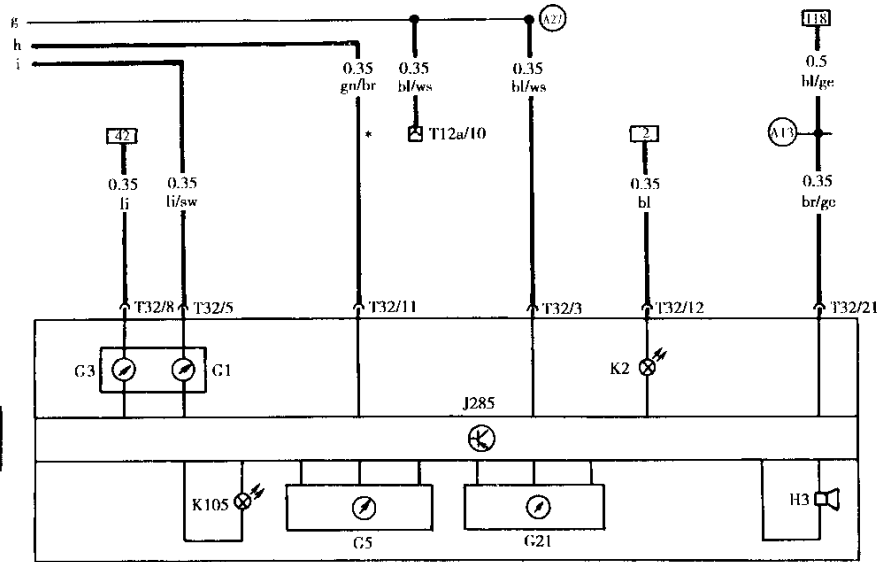 g
A27
118
h
i
0.35
gn/br
0.35
bl/ws
0.35
bl/ws
0.5
bl/ge
42
*
T12a/10
2
A13
0.35
li
0.35
li/sw
0.35
bl
0.35
br/ge
T32/8
T32/5
T32/11
T32/3
T32/12
T32/21
G3
G1
K2
J285
K105
G5
G21
H3